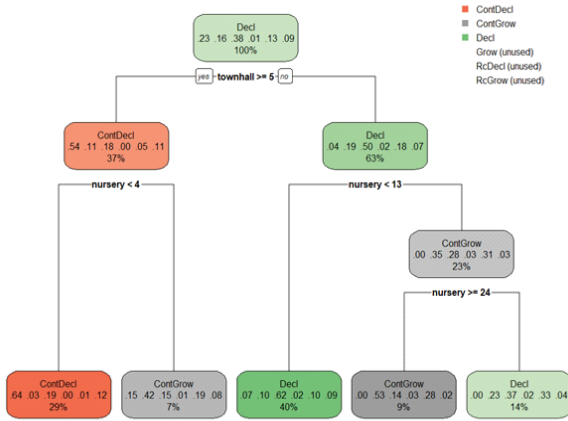 ContDecl
ContGrow
Decl
Grow (unused)
RcDecl (unused)
RcGrow (unused)
Decl
.23 .16 .38 .01 .13 .09
100%
yes townhall >= 5 no
ContDecl
.54 .11 .18 .00 .05 .11
37%
Decl
.04 .19 .50 .02 .18 .07
63%
nursery < 4
nursery < 13
ContGrow
.00 .35 .28 .03 .31 .03
23%
nursery >= 24
ContDecl
.64 .03 .19 .00 .01 .12
29%
ContGrow
.15 .42 .15 .01 .19 .08
7%
Decl
.07 .10 .62 .02 .10 .09
40%
ContGrow
.00 .53 .14 .03 .28 .02
9%
Decl
.00 .23 .37 .02 .33 .04
14%